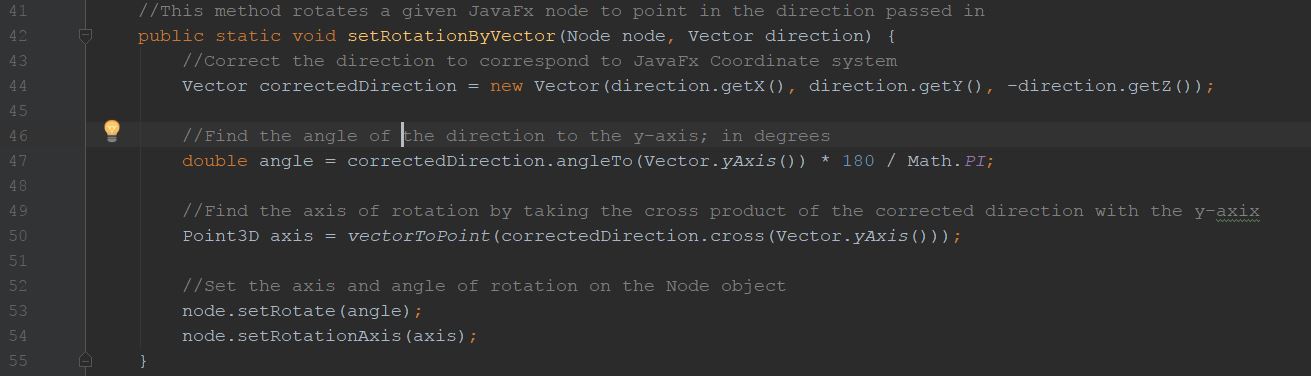 41 //This method rotates a given JavaFx node to point in the direction passed in
42 public static void setRotationByVector(Node node, Vector direction) {
43 //Correct the direction to correspond to JavaFx Coordinate system
44 Vector correctedDirection = new Vector(direction.getX(), direction.getY(), -direction.getZ());
45
46 //Find the angle of the direction to the y-axis; in degrees
47 double angle = correctedDirection.angleTo(Vector.yAxis()) * 180 / Math.PI;
48
49 //Find the axis of rotation by taking the cross product of the corrected direction with the y-axix
50 Point3D axis = vectorToPoint(correctedDirection.cross(Vector.yAxis()));
51
52 //Set the axis and angle of rotation on the Node object
53 node.setRotate(angle);
54 node.setRotationAxis(axis);
55 }